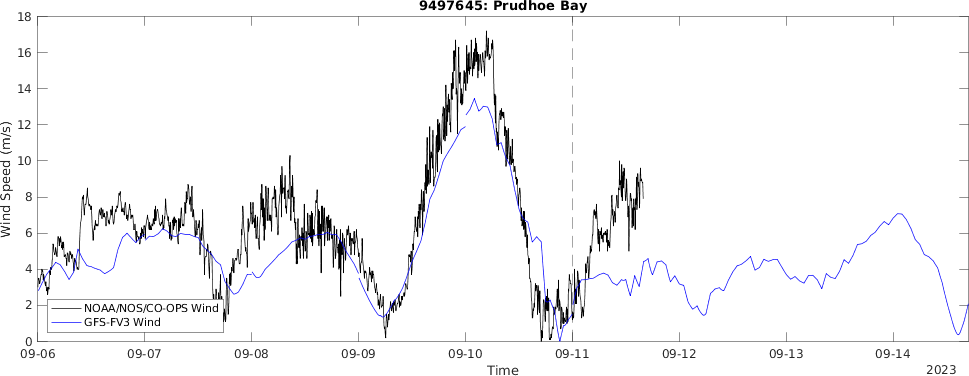 9497645: Prudhoe Bay
18
16
14
12
10
8
6
4
2
0
Wind Speed (m/s)
NOAA/NOS/CO-OPS Wind
GFS-FV3 Wind
09-06 09-07 09-08 09-09 09-10 09-11 09-12 09-13 09-14
Time
2023